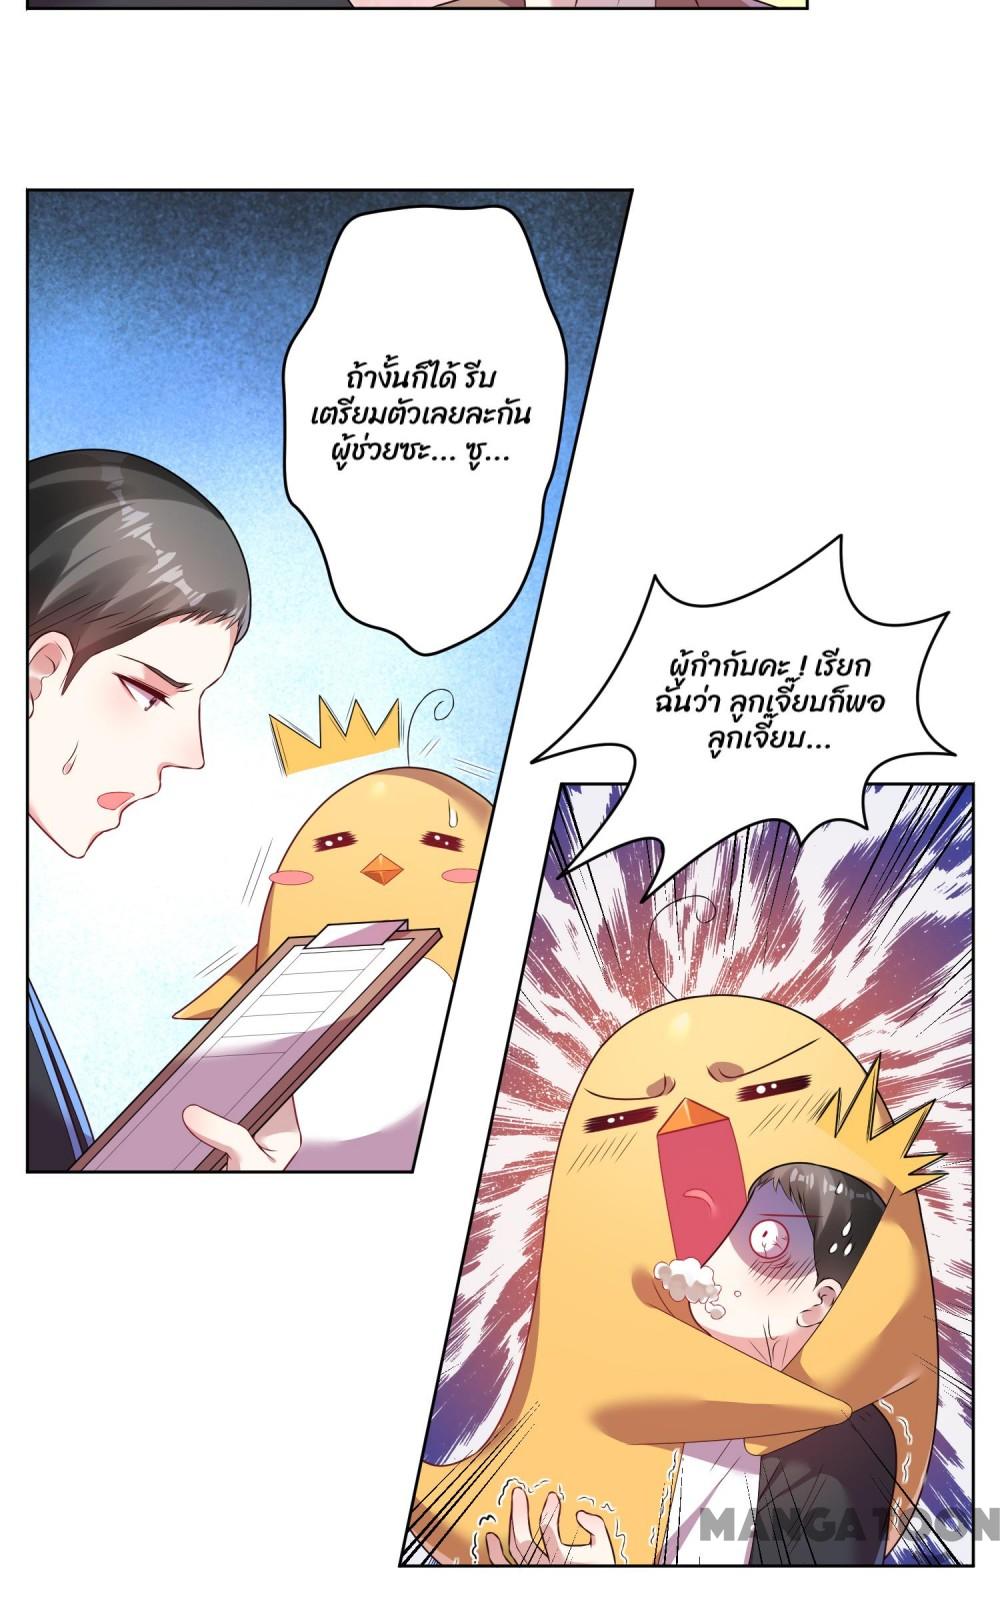 ถ้างั้นก็ได้ รีบ
เตรียมตัวเลยละกัน
ผู้ช่วยซะ... ซู...
ผู้กำกับคะ ! เรียก
ฉันว่า ลูกเจี๊ยบก็พอ
ลูกเจี๊ยบ...
MANGATOON